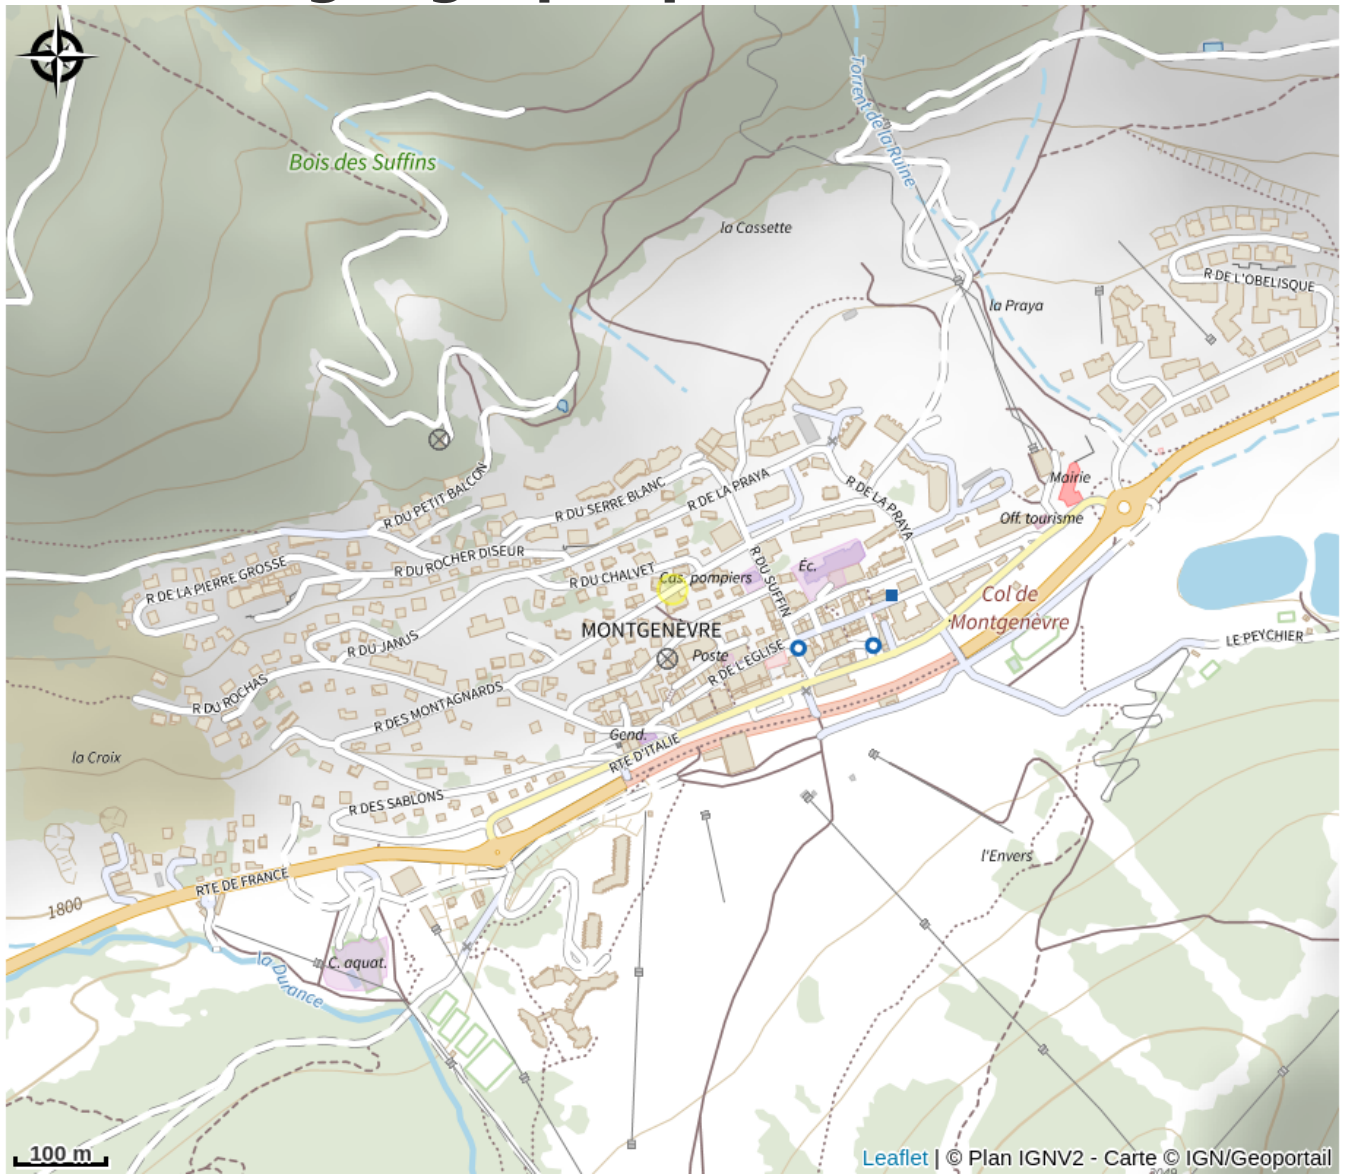 Torrent de la Ruine
Bois des Suffins
la Cassette
R DE L'OBELISQUE
la Praya
R DU PETIT BALCON
R DU SERRE BLANC
R DE LA PRAYA
R DE LA PRAYA
Mairie
Off. tourisme
R DU ROCHER DISEUR
R DE LA PIERRE GROSSE
R DU CHALVET
Cas. pompiers
R DU SUFFIN
Éc.
Col de
Montgenèvre
MONTGENÈVRE
R DU JANUS
Poste
R DE L'EGLISE
LE PEYCHIER
R DU ROCHAS
R DES MONTAGNARDS
Gend.
RTE D'ITALIE
la Croix
R DES SABLONS
l'Envers
RTE DE FRANCE
1800
C. aquat.
la Durance
100 m
Leaflet | © Plan IGNV2 - Carte © IGN/Geoportail